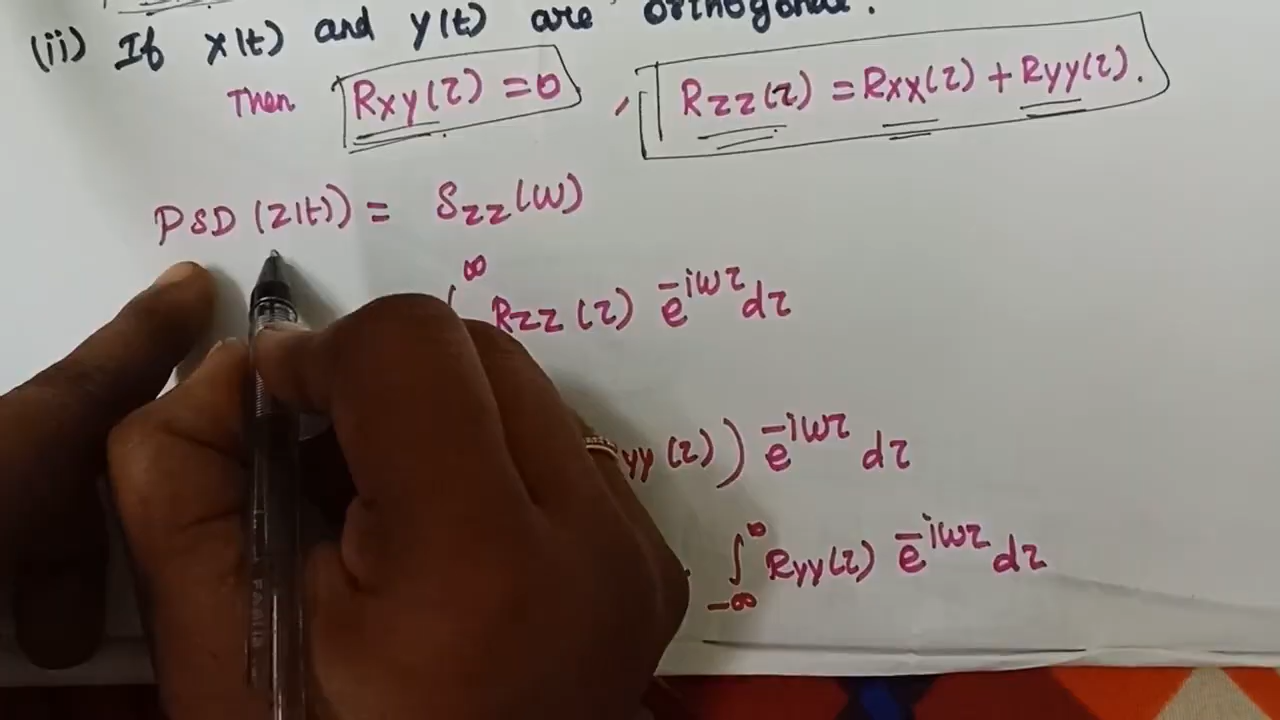 (ii) If x(t) and y(t) are orthogonal.
Then Rxy(τ) = 0 , Rzz(τ) = Rxx(τ) + Ryy(τ).
PSD (z(t)) = Szz(ω)
∞
Rzz(τ) e^-iωτ dτ
yy(τ)) e^-iωτ dτ
∫_-∞^∞ Ryy(τ) e^-iωτ dτ